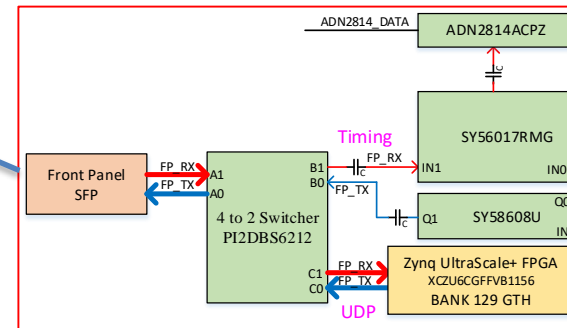 ADN2814_DATA
ADN2814ACPZ
C
Timing
SY56017RMG
FP_RX
B1
FP_RX
IN1
IN0
Front Panel
SFP
A1
FP_TX
A0
B0
C
FP_TX
4 to 2 Switcher
PI2DBS6212
Q0
Q1
SY58608U
C
IN
C1
FP_RX
Zynq UltraScale+ FPGA
FP_TX
XCZU6CGFFVB1156
C0
BANK 129 GTH
UDP